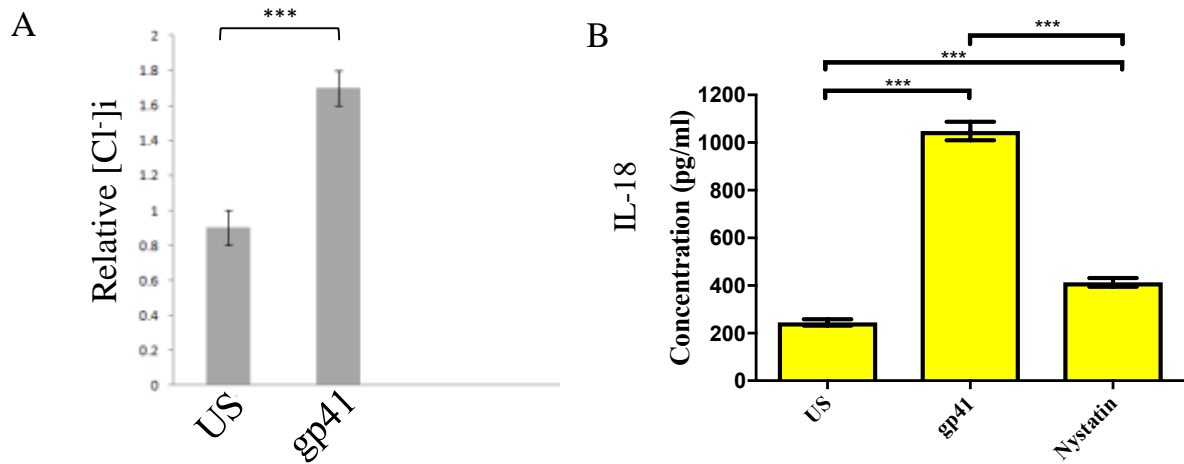 A
***
Relative [Cl-]i
2
1.8
1.6
1.4
1.2
1
0.8
0.6
0.4
0.2
0
US
gp41
B
***
***
***
IL-18
Concentration (pg/ml)
1200
1000
800
600
400
200
0
US
gp41
Nystatin